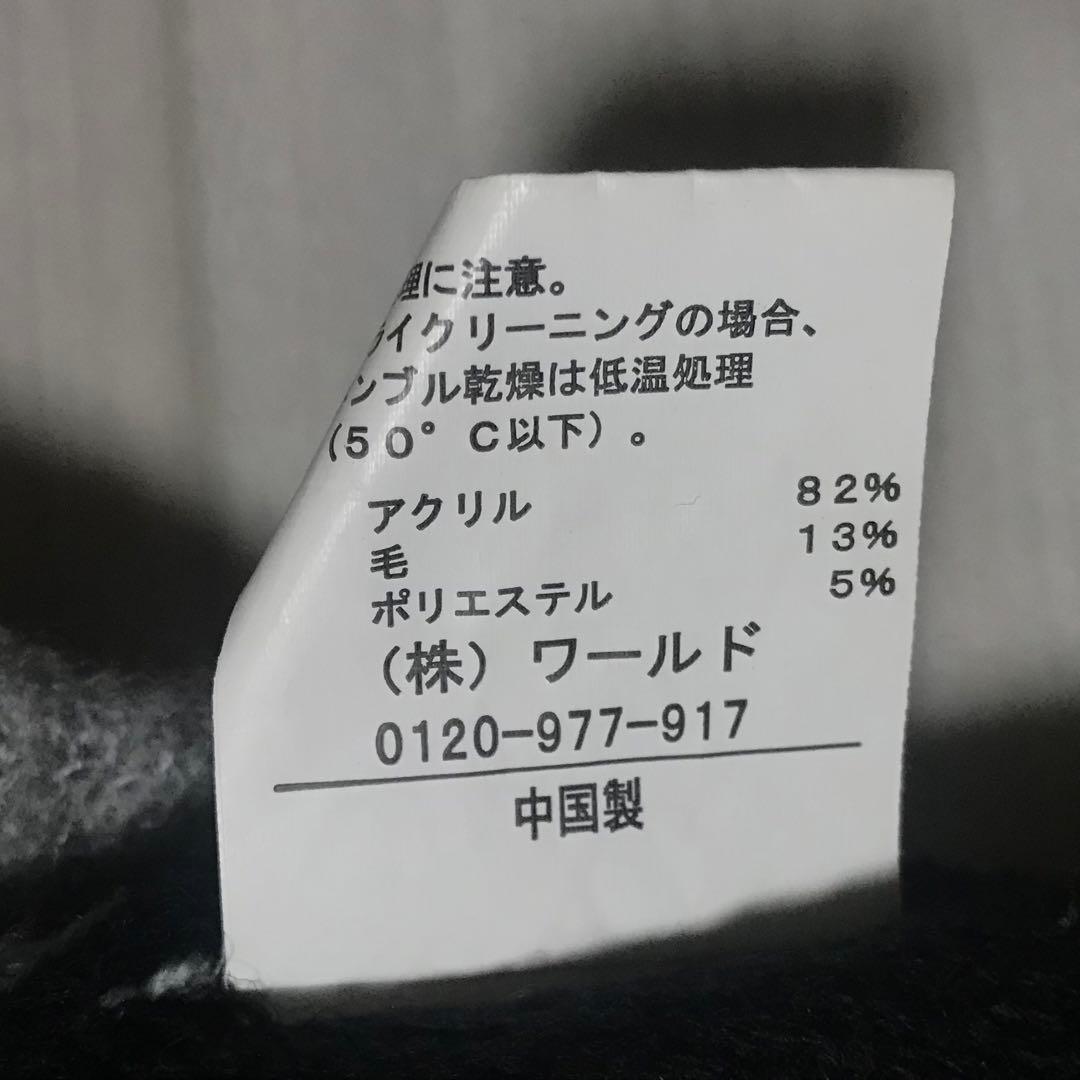 理に注意。
ライクリーニングの場合、
ンブル乾燥は低温処理
(50°C以下)。
アクリル 82%
毛 13%
ポリエステル 5%
(株) ワールド
0120-977-917
中国製